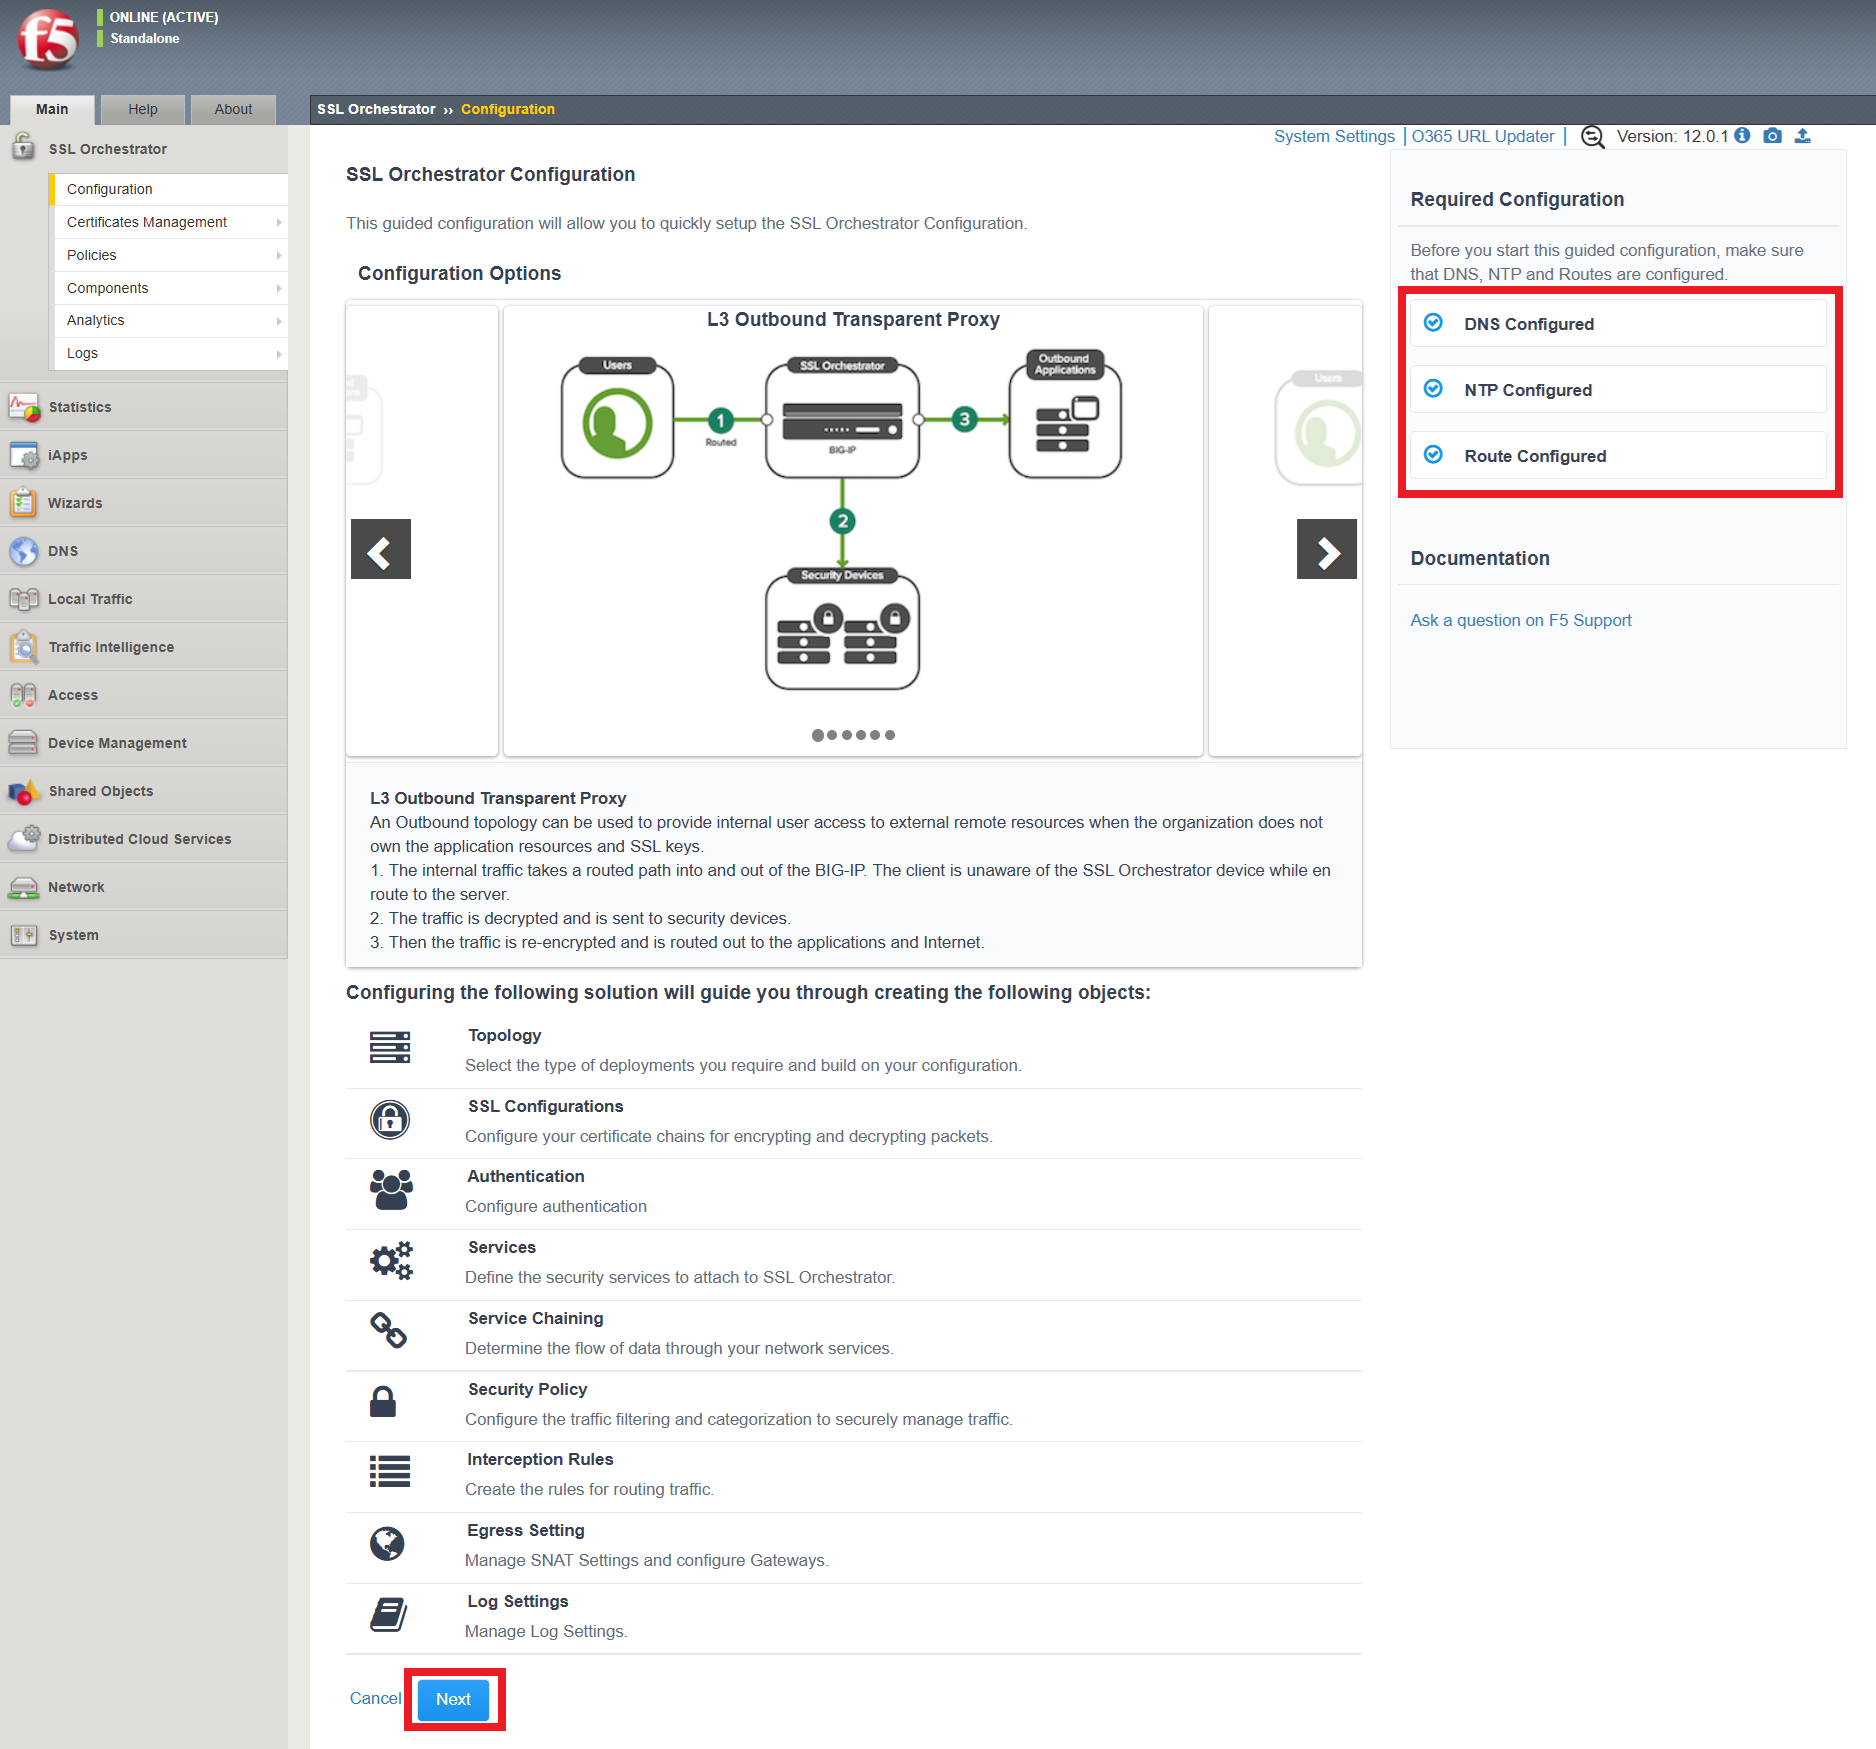 f5
ONLINE (ACTIVE)
Standalone
Main
Help
About
SSL Orchestrator ›› Configuration
System Settings | O365 URL Updater | Version: 12.0.1
SSL Orchestrator
Configuration
Certificates Management
Policies
Components
Analytics
Logs
Statistics
iApps
Wizards
DNS
Local Traffic
Traffic Intelligence
Access
Device Management
Shared Objects
Distributed Cloud Services
Network
System
SSL Orchestrator Configuration
This guided configuration will allow you to quickly setup the SSL Orchestrator Configuration.
Configuration Options
L3 Outbound Transparent Proxy
Users
SSL Orchestrator
Outbound
Applications
Users
1
Routed
BIG-IP
3
2
Security Devices
L3 Outbound Transparent Proxy
An Outbound topology can be used to provide internal user access to external remote resources when the organization does not
own the application resources and SSL keys.
1. The internal traffic takes a routed path into and out of the BIG-IP. The client is unaware of the SSL Orchestrator device while en
route to the server.
2. The traffic is decrypted and is sent to security devices.
3. Then the traffic is re-encrypted and is routed out to the applications and Internet.
Configuring the following solution will guide you through creating the following objects:
Topology
Select the type of deployments you require and build on your configuration.
SSL Configurations
Configure your certificate chains for encrypting and decrypting packets.
Authentication
Configure authentication
Services
Define the security services to attach to SSL Orchestrator.
Service Chaining
Determine the flow of data through your network services.
Security Policy
Configure the traffic filtering and categorization to securely manage traffic.
Interception Rules
Create the rules for routing traffic.
Egress Setting
Manage SNAT Settings and configure Gateways.
Log Settings
Manage Log Settings.
Cancel
Next
Required Configuration
Before you start this guided configuration, make sure
that DNS, NTP and Routes are configured.
DNS Configured
NTP Configured
Route Configured
Documentation
Ask a question on F5 Support